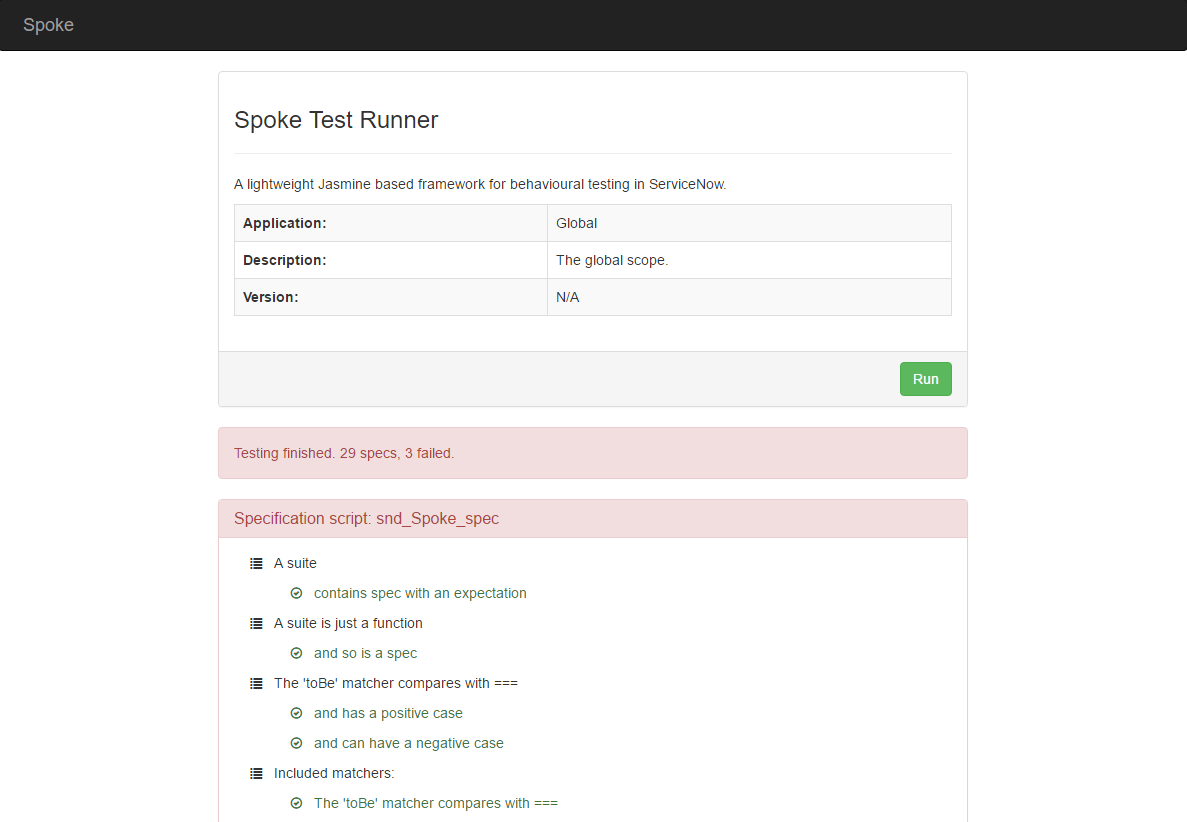 Spoke
Spoke Test Runner
A lightweight Jasmine based framework for behavioural testing in ServiceNow.
Application: Global
Description: The global scope.
Version: N/A
Run
Testing finished. 29 specs, 3 failed.
Specification script: snd_Spoke_spec
A suite
contains spec with an expectation
A suite is just a function
and so is a spec
The 'toBe' matcher compares with ===
and has a positive case
and can have a negative case
Included matchers:
The 'toBe' matcher compares with ===